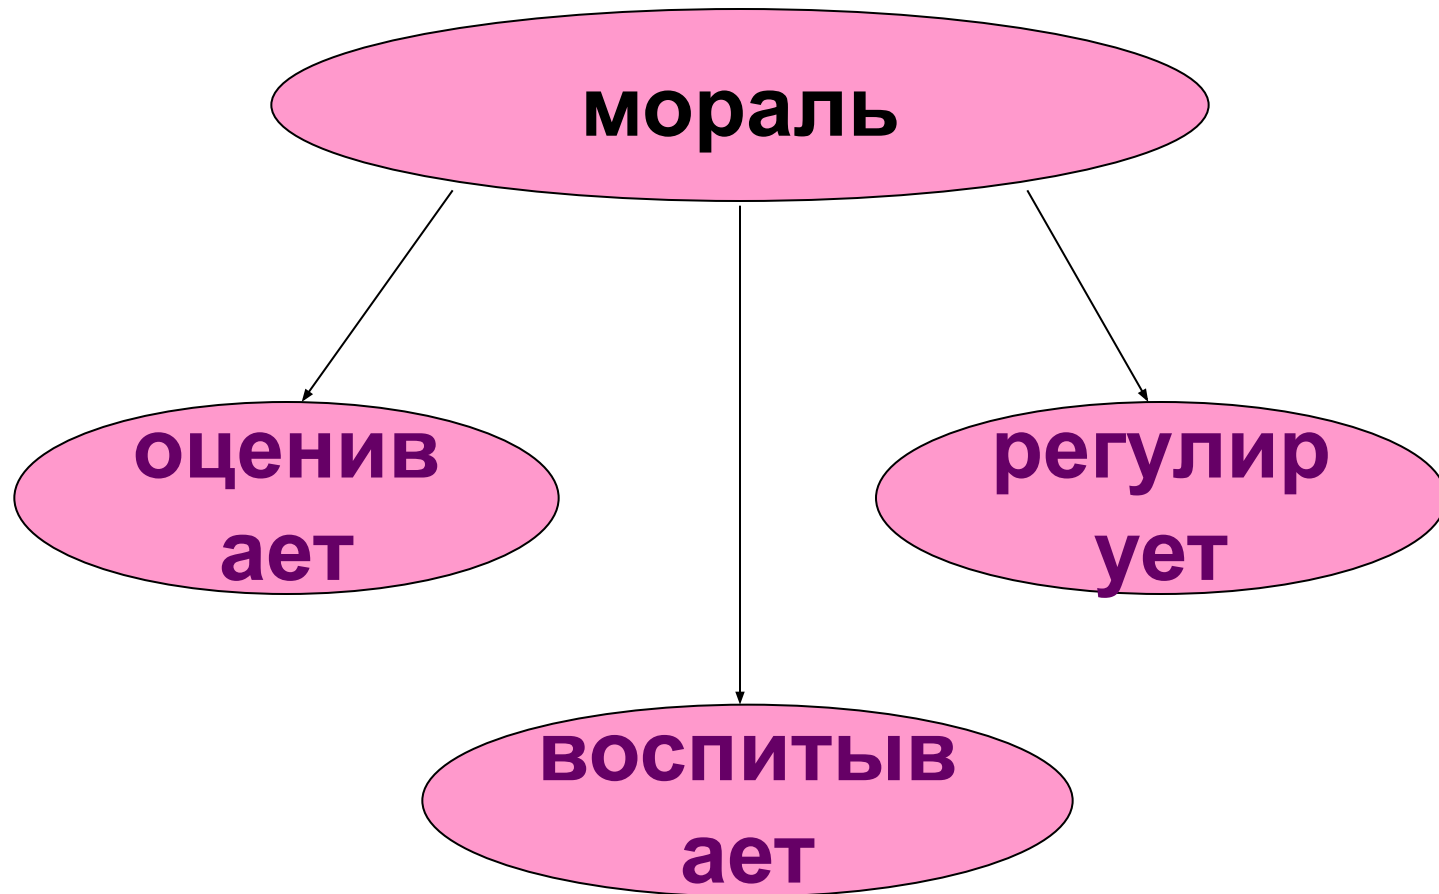 мораль
оценив
ает
регулир
ует
воспитыв
ает